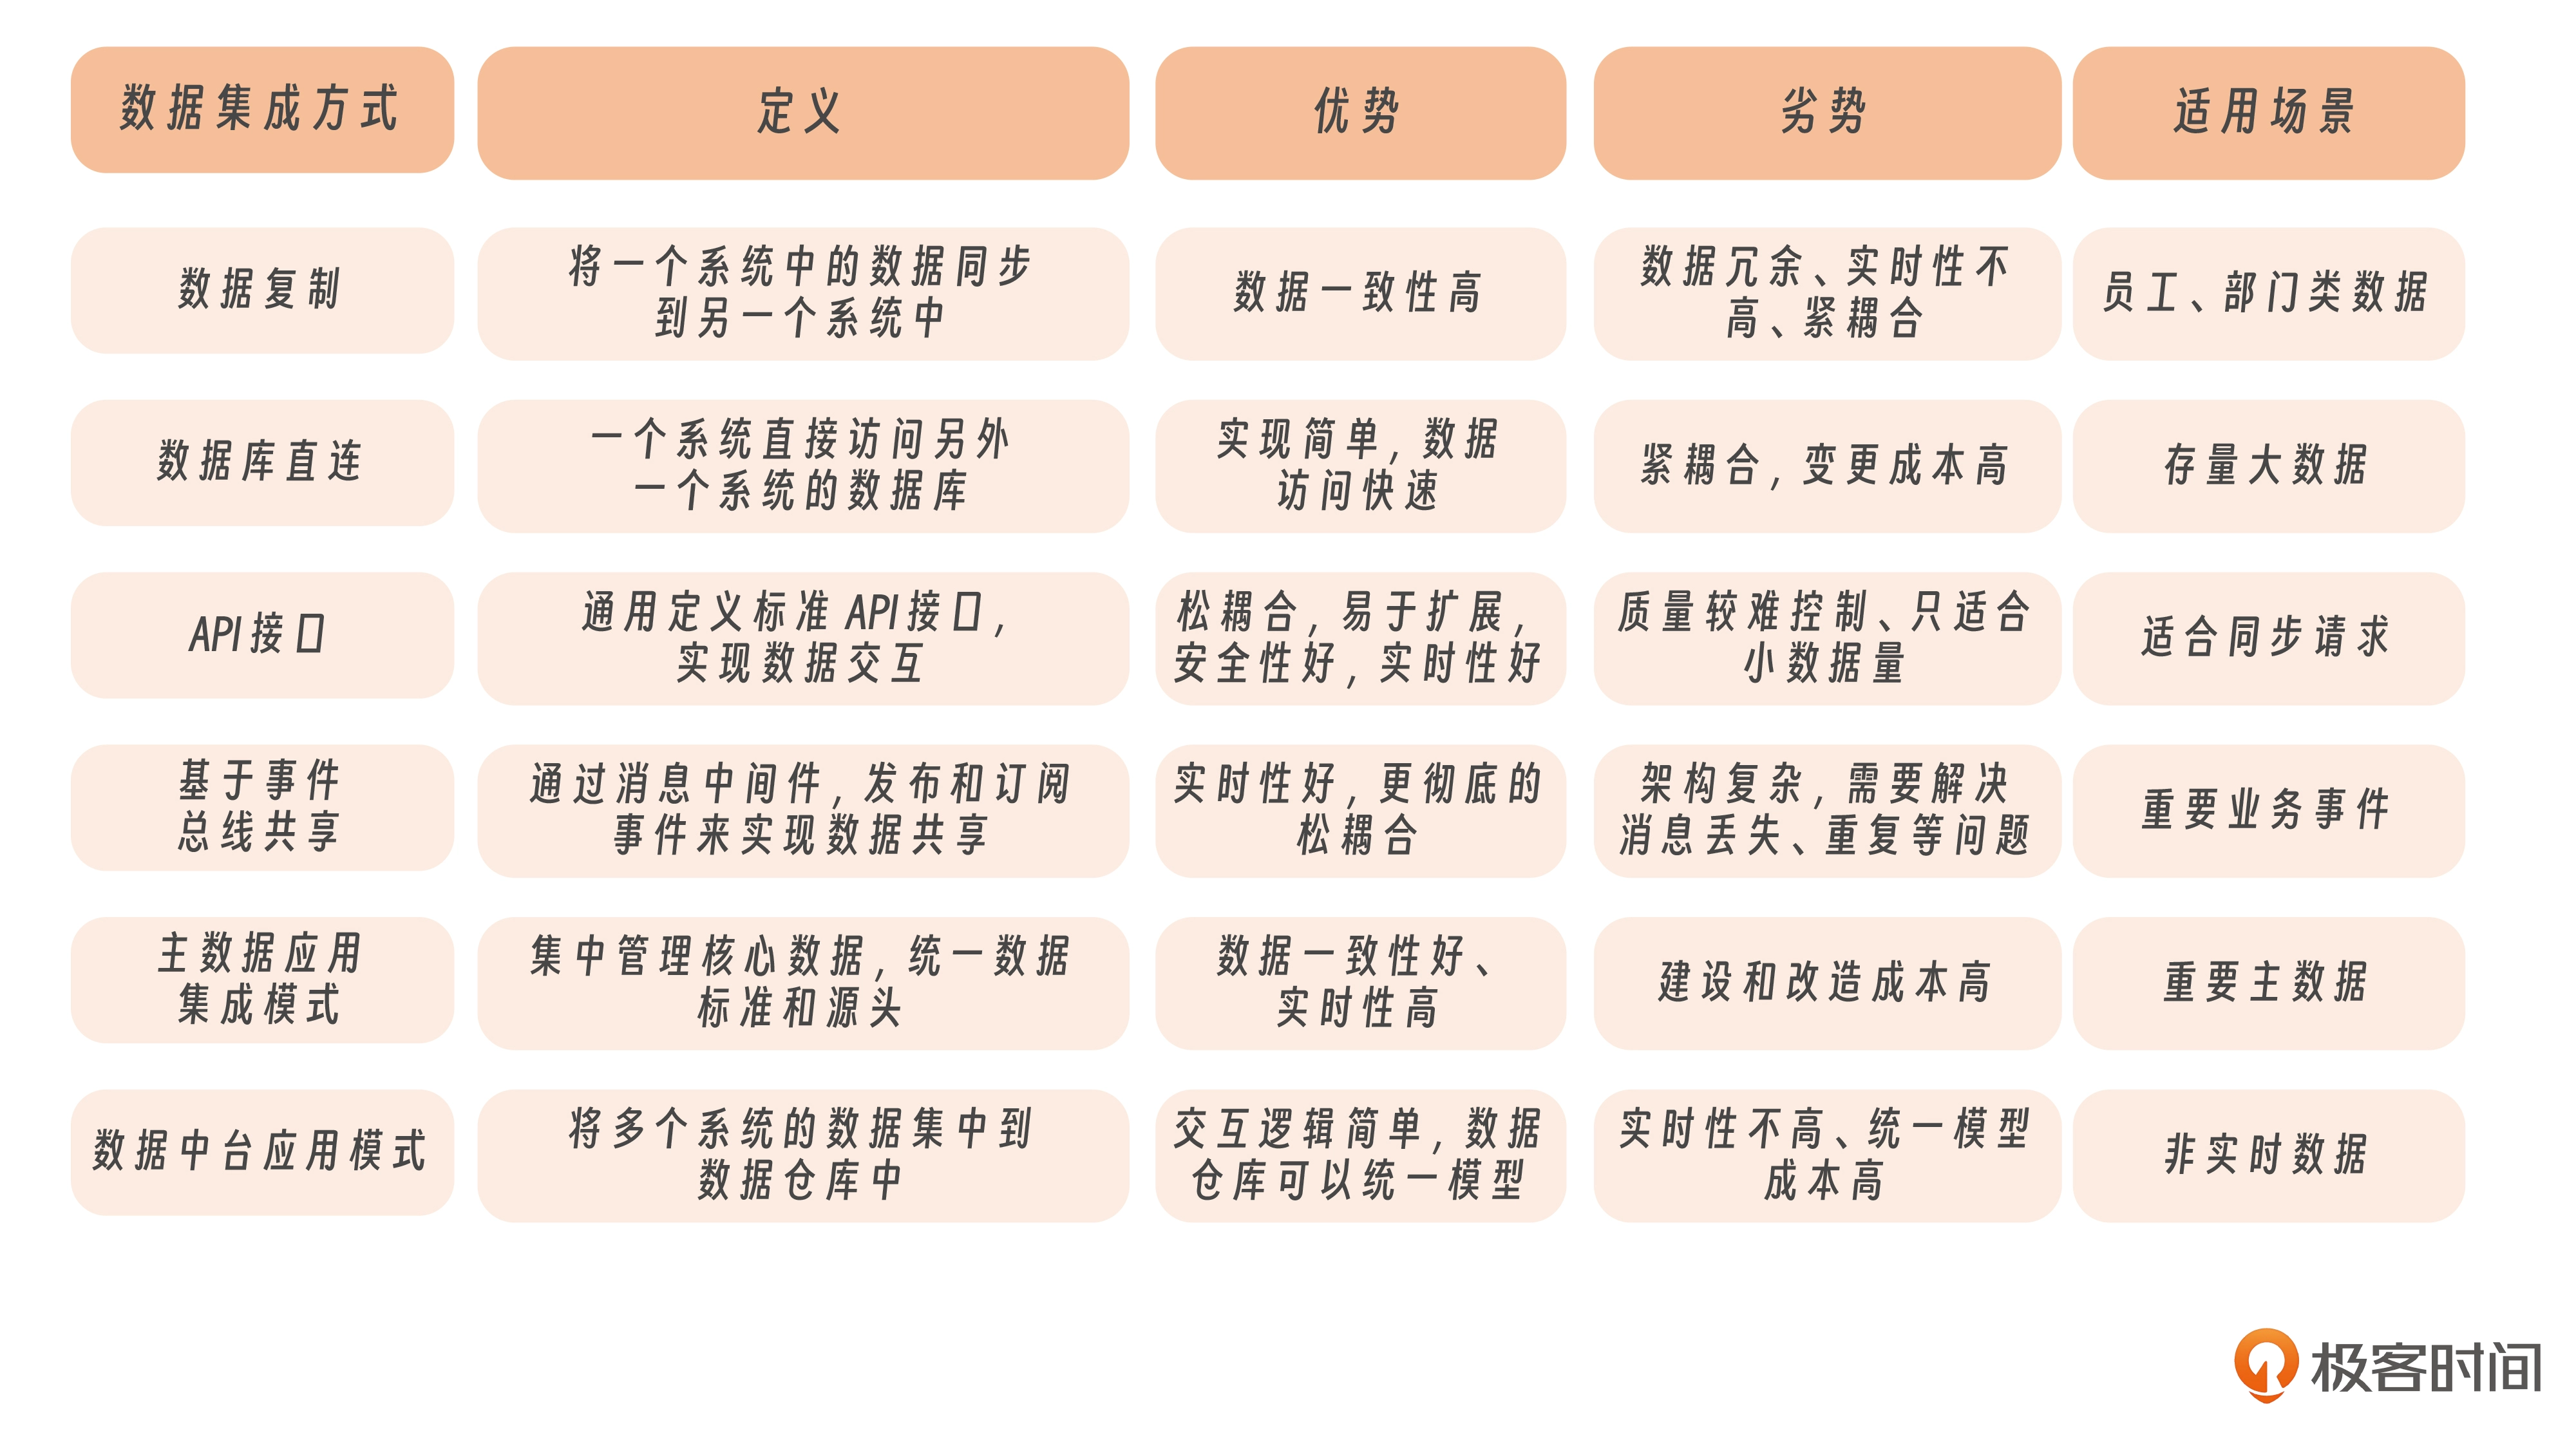 数据集成方式 定义 优势 劣势 适用场景
数据复制
将一个系统中的数据同步
到另一个系统中
数据一致性高
数据冗余、实时性不
高、紧耦合
员工、部门类数据
数据库直连
一个系统直接访问另外
一个系统的数据库
实现简单,数据
访问快速
紧耦合,变更成本高
存量大数据
API接口
通用定义标准API接口,
实现数据交互
松耦合,易于扩展,
安全性好,实时性好
质量较难控制、只适合
小数据量
适合同步请求
基于事件
总线共享
通过消息中间件,发布和订阅
事件来实现数据共享
实时性好,更彻底的
松耦合
架构复杂,需要解决
消息丢失、重复等问题
重要业务事件
主数据应用
集成模式
集中管理核心数据,统一数据
标准和源头
数据一致性好、
实时性高
建设和改造成本高
重要主数据
数据中台应用模式
将多个系统的数据集中到
数据仓库中
交互逻辑简单,数据
仓库可以统一模型
实时性不高、统一模型
成本高
非实时数据
极客时间